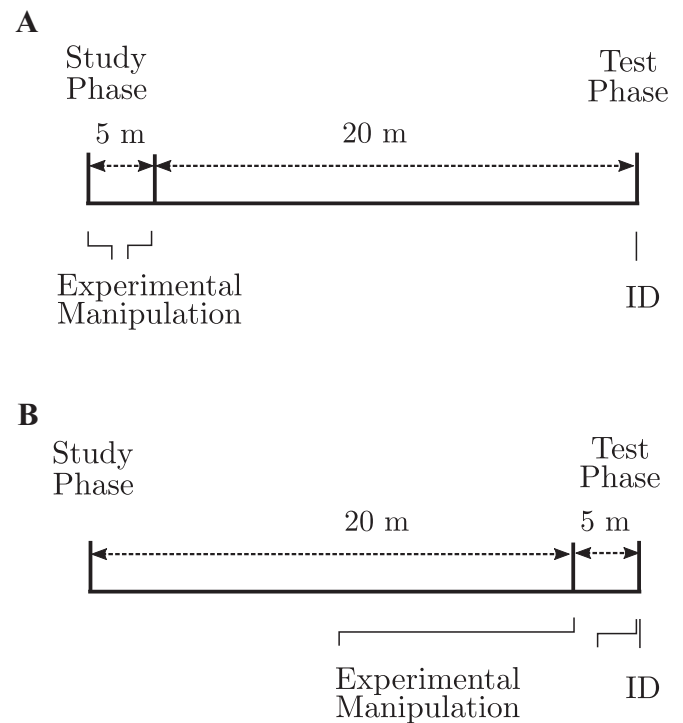 A
Study
Phase
Test
Phase
5 m
20 m
Experimental
Manipulation
ID
B
Study
Phase
Test
Phase
20 m
5 m
Experimental
Manipulation
ID